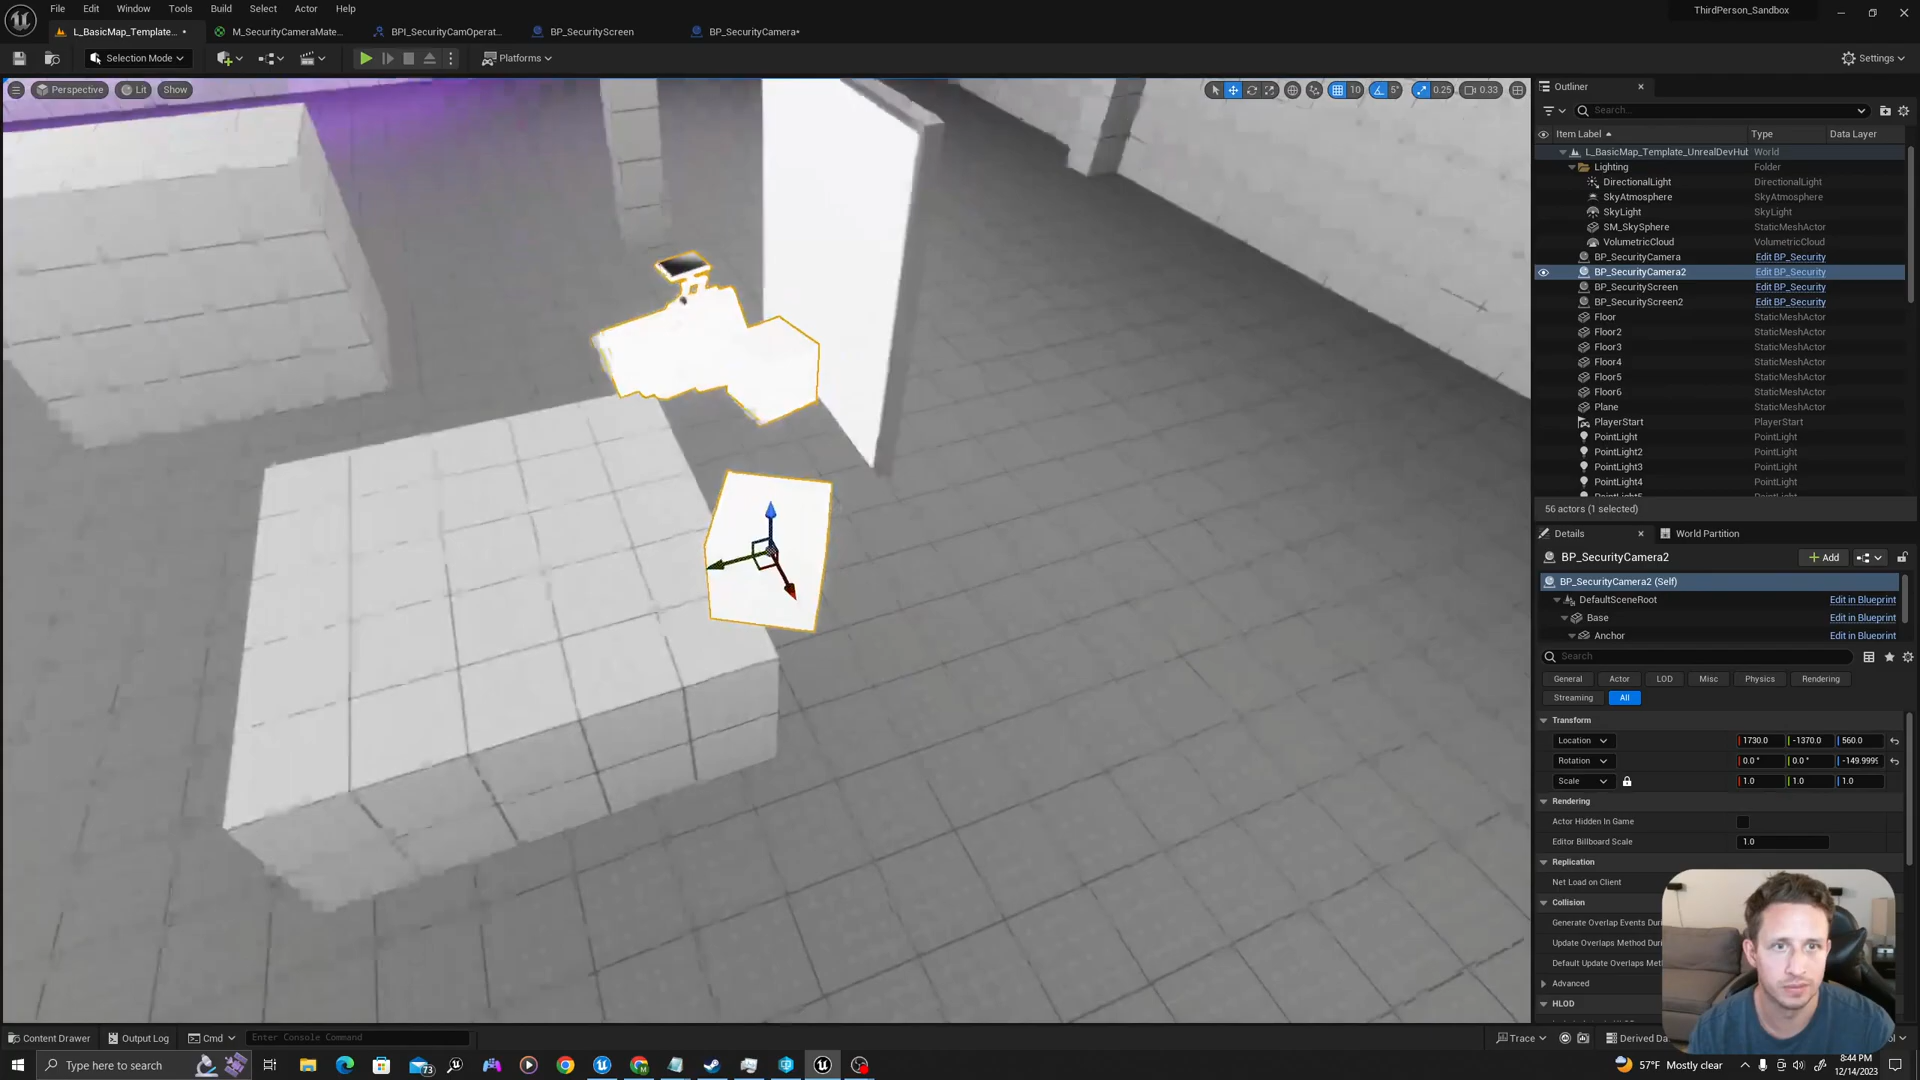 File Edit Window Tools Build Select Actor Help
ThirdPerson_Sandbox
L_BasicMap_Template... •
M_SecurityCameraMate...
BPI_SecurityCamOperat...
BP_SecurityScreen
BP_SecurityCamera*
Selection Mode
Platforms
Settings
Perspective
Lit
Show
10
5°
0.25
0.33
Outliner
Search...
Item Label
Type
Data Layer
L_BasicMap_Template_UnrealDevHub World
Lighting Folder
DirectionalLight DirectionalLight
SkyAtmosphere SkyAtmosphere
SkyLight SkyLight
SM_SkySphere StaticMeshActor
VolumetricCloud VolumetricCloud
BP_SecurityCamera Edit BP_Security
BP_SecurityCamera2 Edit BP_Security
BP_SecurityScreen Edit BP_Security
BP_SecurityScreen2 Edit BP_Security
Floor StaticMeshActor
Floor2 StaticMeshActor
Floor3 StaticMeshActor
Floor4 StaticMeshActor
Floor5 StaticMeshActor
Floor6 StaticMeshActor
Plane StaticMeshActor
PlayerStart PlayerStart
PointLight PointLight
PointLight2 PointLight
PointLight3 PointLight
PointLight4 PointLight
56 actors (1 selected)
Details
World Partition
BP_SecurityCamera2
Add
BP_SecurityCamera2 (Self)
DefaultSceneRoot Edit in Blueprint
Base Edit in Blueprint
Anchor Edit in Blueprint
Search
General Actor LOD Misc Physics Rendering
Streaming All
Transform
Location 1730.0 -1370.0 560.0
Rotation 0.0° 0.0° -149.9999
Scale 1.0 1.0 1.0
Rendering
Actor Hidden In Game
Editor Billboard Scale 1.0
Replication
Net Load on Client
Collision
Generate Overlap Events Duri
Update Overlaps Method Duri
Default Update Overlaps Met
Advanced
HLOD
Content Drawer
Output Log
Cmd
Enter Console Command
Trace
Derived Da
Type here to search
73
57°F Mostly clear
8:44 PM
12/14/2023